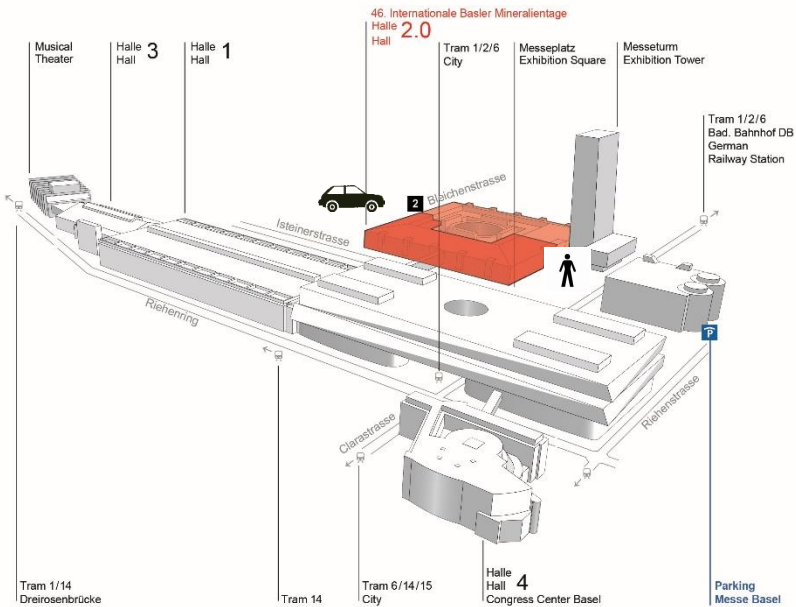 46. Internationale Basler Mineralientage
Halle
Hall 2.0
Musical
Theater
Halle
Hall 3
Halle
Hall 1
Tram 1/2/6
City
Messeplatz
Exhibition Square
Messeturm
Exhibition Tower
Tram 1/2/6
Bad. Bahnhof DB
German
Railway Station
2
Bleichenstrasse
Isteinerstrasse
Riehenring
P
Clarastrasse
Riehenstrasse
Tram 1/14
Dreirosenbrücke
Tram 14
Tram 6/14/15
City
Halle
Hall 4
Congress Center Basel
Parking
Messe Basel